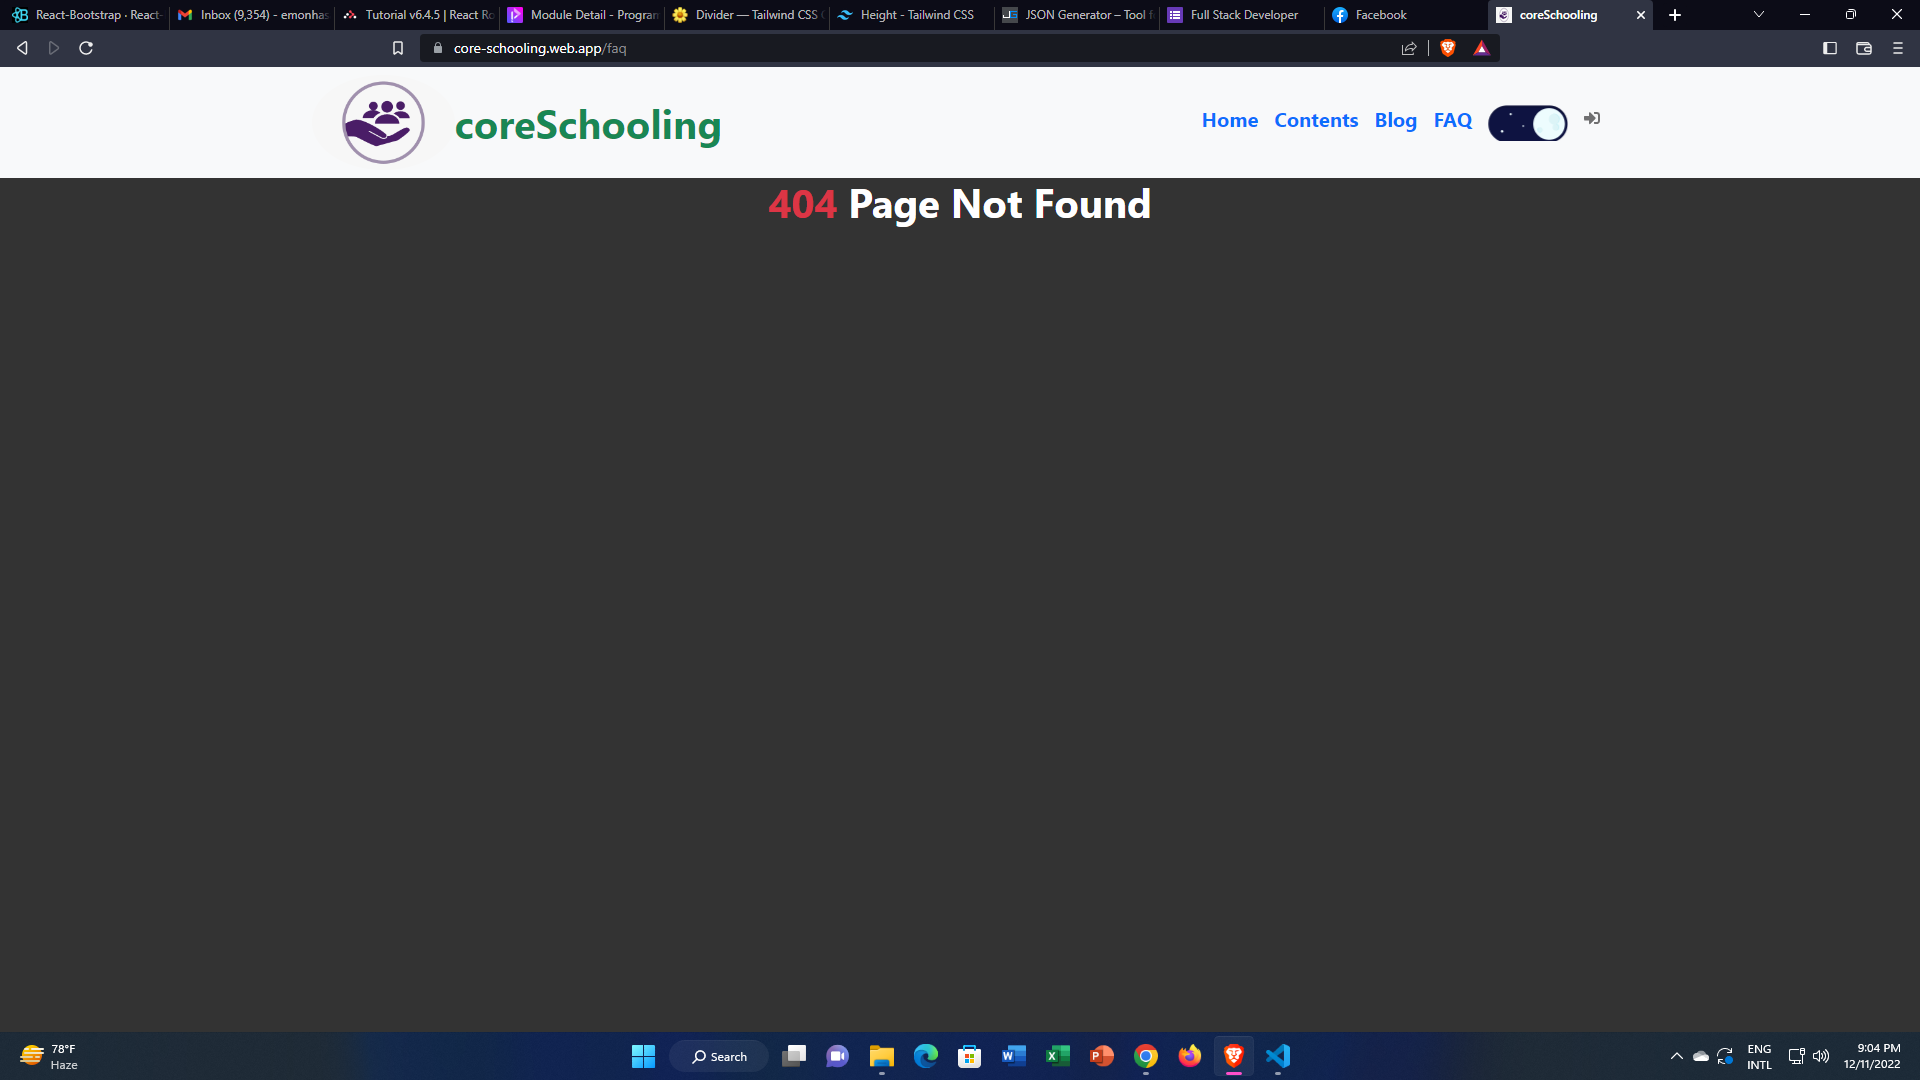 React-Bootstrap · React-
Inbox (9,354) - emonhas
Tutorial v6.4.5 | React Ro
Module Detail - Program
Divider — Tailwind CSS C
Height - Tailwind CSS
JSON Generator – Tool f
Full Stack Developer
Facebook
coreSchooling
core-schooling.web.app/faq
coreSchooling
Home Contents Blog FAQ
404 Page Not Found
78°F
Haze
Search
ENG
INTL
9:04 PM
12/11/2022